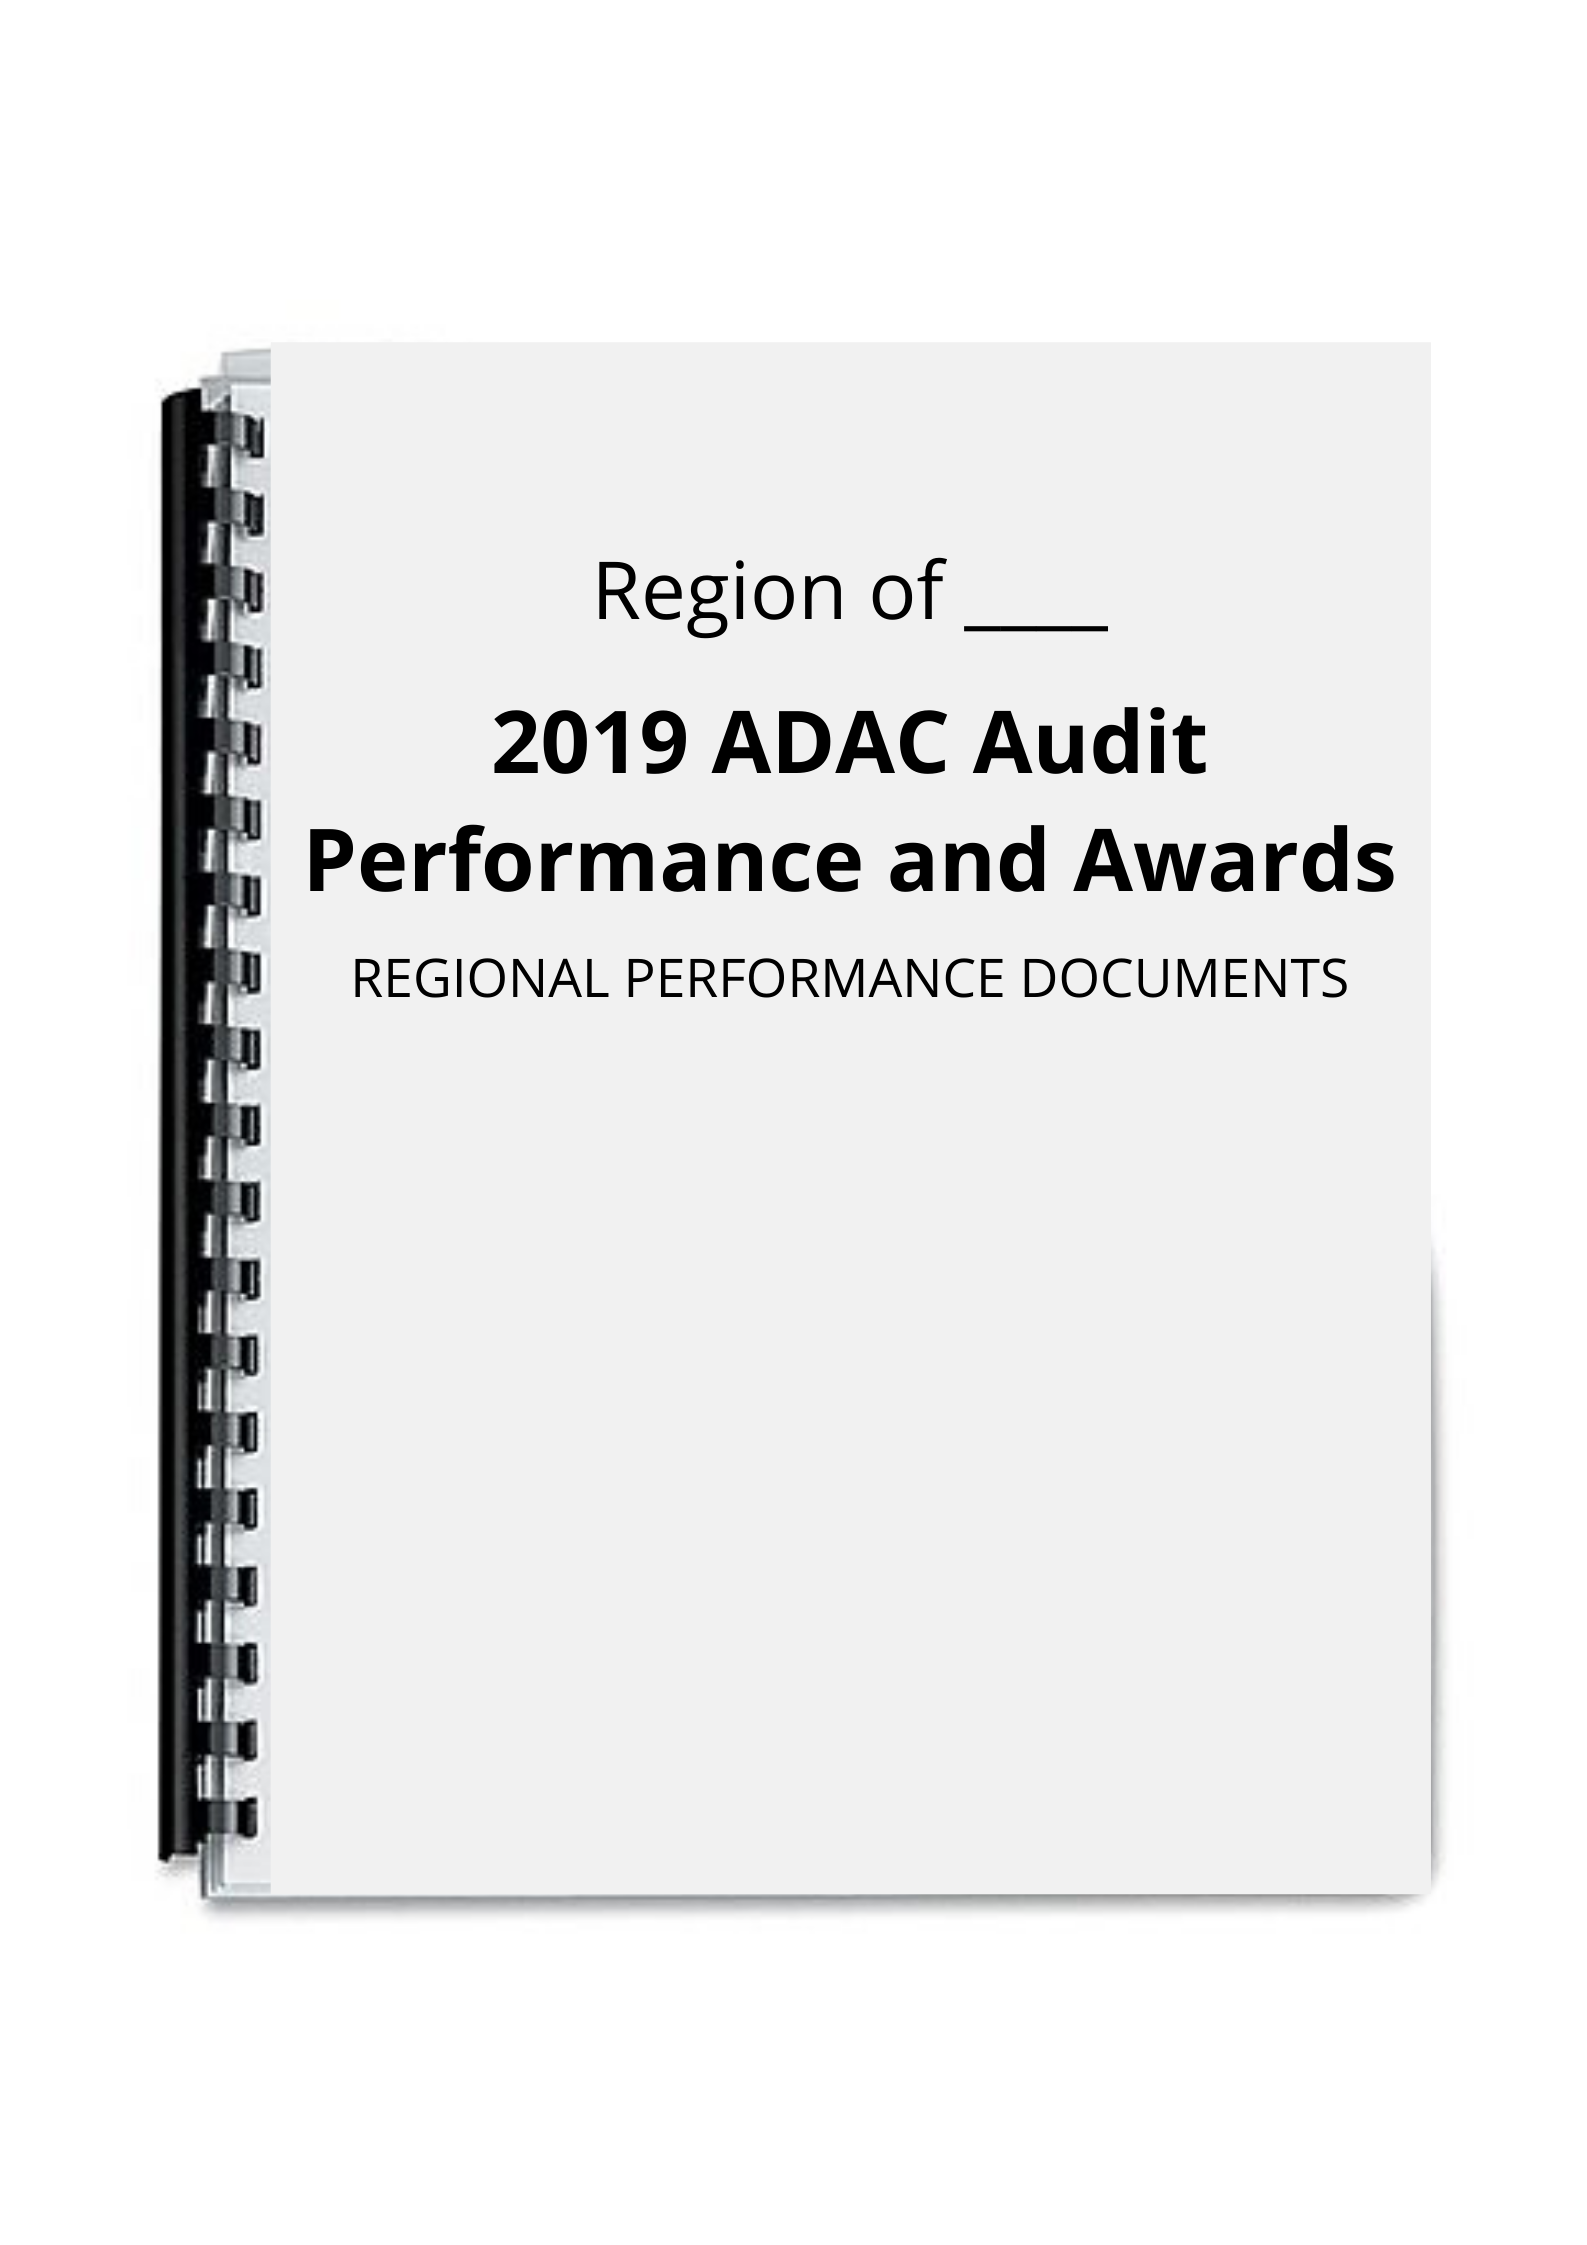 Region of ____
2019 ADAC Audit
Performance and Awards
REGIONAL PERFORMANCE DOCUMENTS